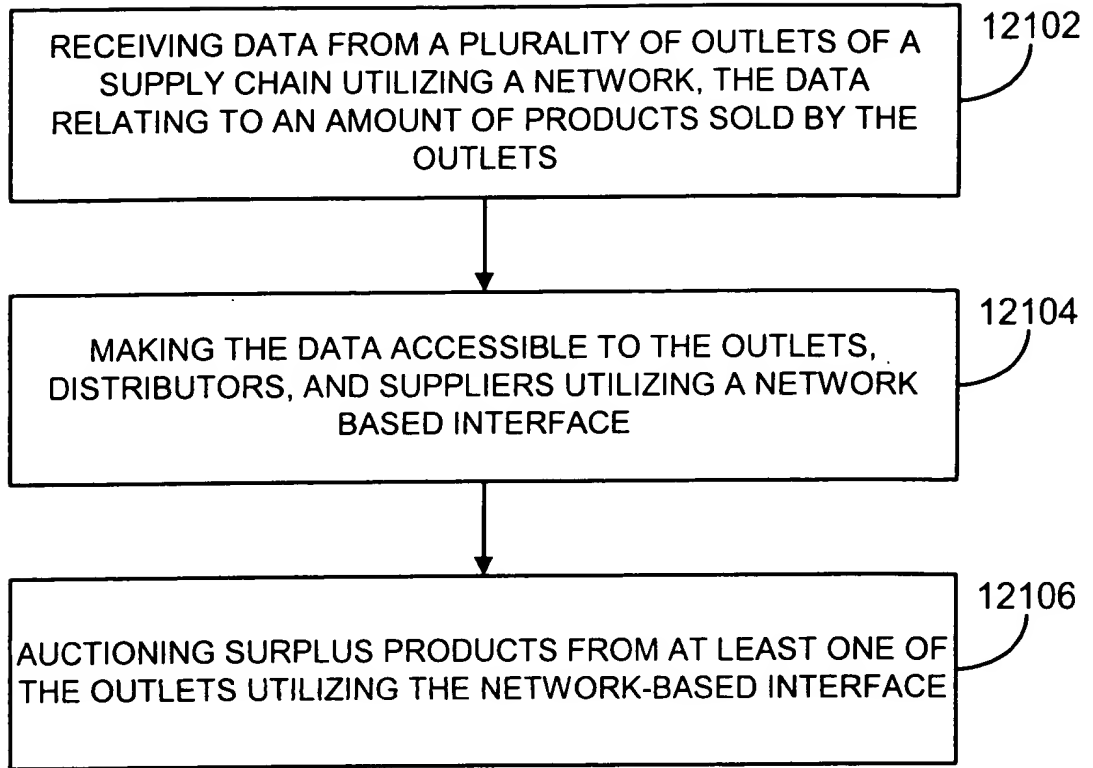 RECEIVING DATA FROM A PLURALITY OF OUTLETS OF A
SUPPLY CHAIN UTILIZING A NETWORK, THE DATA
RELATING TO AN AMOUNT OF PRODUCTS SOLD BY THE
OUTLETS
12102
MAKING THE DATA ACCESSIBLE TO THE OUTLETS,
DISTRIBUTORS, AND SUPPLIERS UTILIZING A NETWORK
BASED INTERFACE
12104
AUCTIONING SURPLUS PRODUCTS FROM AT LEAST ONE OF
THE OUTLETS UTILIZING THE NETWORK-BASED INTERFACE
12106